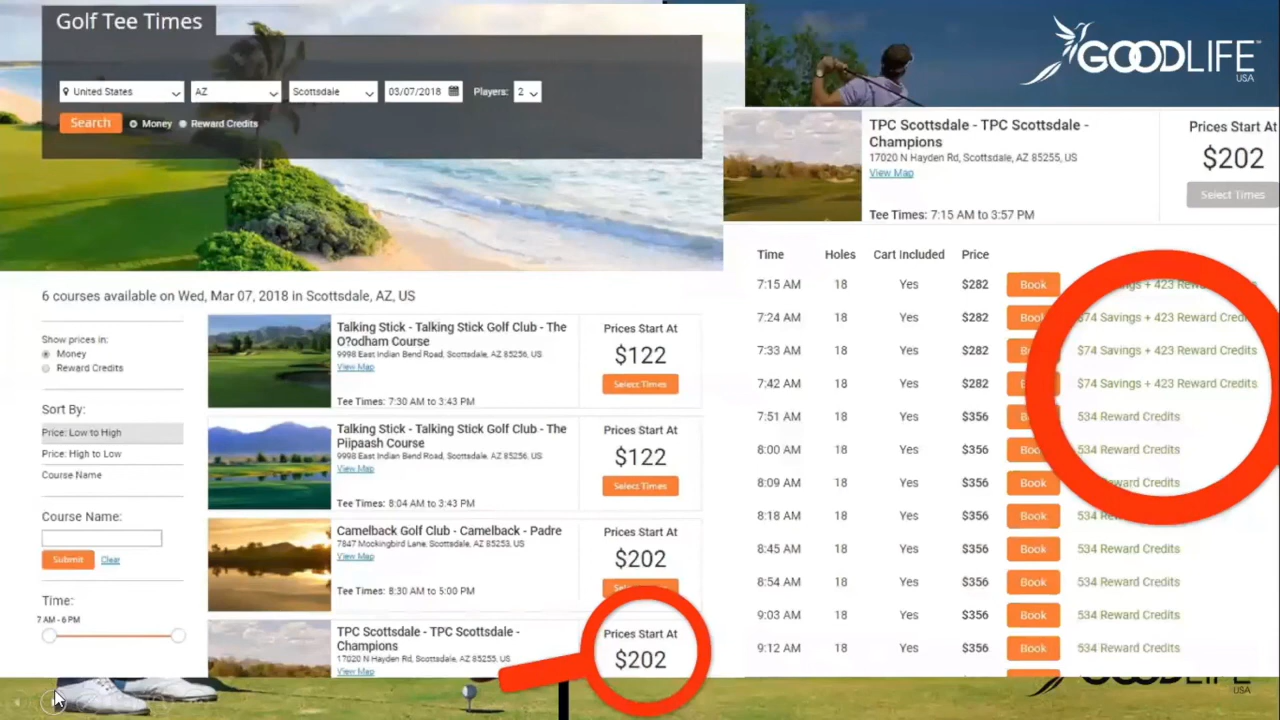 Golf Tee Times
United States
AZ
Scottsdale
03/07/2018
Players: 2
Search
Money
Reward Credits
6 courses available on Wed, Mar 07, 2018 in Scottsdale, AZ, US
Show prices in:
Money
Reward Credits
Sort By:
Price: Low to High
Price: High to Low
Course Name
Course Name:
Submit
Clear
Time:
7 AM - 6 PM
Talking Stick - Talking Stick Golf Club - The
O?odham Course
9998 East Indian Bend Road, Scottsdale, AZ 85256, US
View Map
Tee Times: 7:30 AM to 3:43 PM
Prices Start At
$122
Select Times
Talking Stick - Talking Stick Golf Club - The
Piipaash Course
9998 East Indian Bend Road, Scottsdale, AZ 85256, US
View Map
Tee Times: 8:04 AM to 3:43 PM
Prices Start At
$122
Select Times
Camelback Golf Club - Camelback - Padre
7847 Mockingbird Lane, Scottsdale, AZ 85253, US
View Map
Tee Times: 8:30 AM to 5:00 PM
Prices Start At
$202
TPC Scottsdale - TPC Scottsdale -
Champions
17020 N Hayden Rd, Scottsdale, AZ 85255, US
View Map
Prices Start At
$202
GOODLIFE™
USA
TPC Scottsdale - TPC Scottsdale -
Champions
17020 N Hayden Rd, Scottsdale, AZ 85255, US
View Map
Tee Times: 7:15 AM to 3:57 PM
Prices Start At
$202
Select Times
Time Holes Cart Included Price
7:15 AM 18 Yes $282 Book + 423
7:24 AM 18 Yes $282 $74 Savings + 423 Reward
7:33 AM 18 Yes $282 $74 Savings + 423 Reward Credits
7:42 AM 18 Yes $282 $74 Savings + 423 Reward Credits
7:51 AM 18 Yes $356 534 Reward Credits
8:00 AM 18 Yes $356 534 Reward Credits
8:09 AM 18 Yes $356 Book Credits
8:18 AM 18 Yes $356 Book 534
8:45 AM 18 Yes $356 Book 534 Reward Credits
8:54 AM 18 Yes $356 Book 534 Reward Credits
9:03 AM 18 Yes $356 Book 534 Reward Credits
9:12 AM 18 Yes $356 Book 534 Reward Credits
GOODLIFE
USA